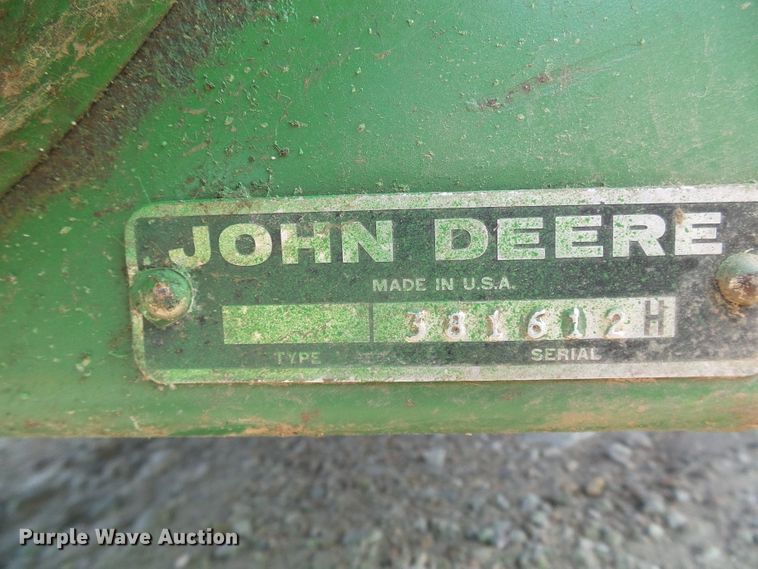 JOHN DEERE
MADE IN U.S.A.
381612H
TYPE SERIAL
Purple Wave Auction